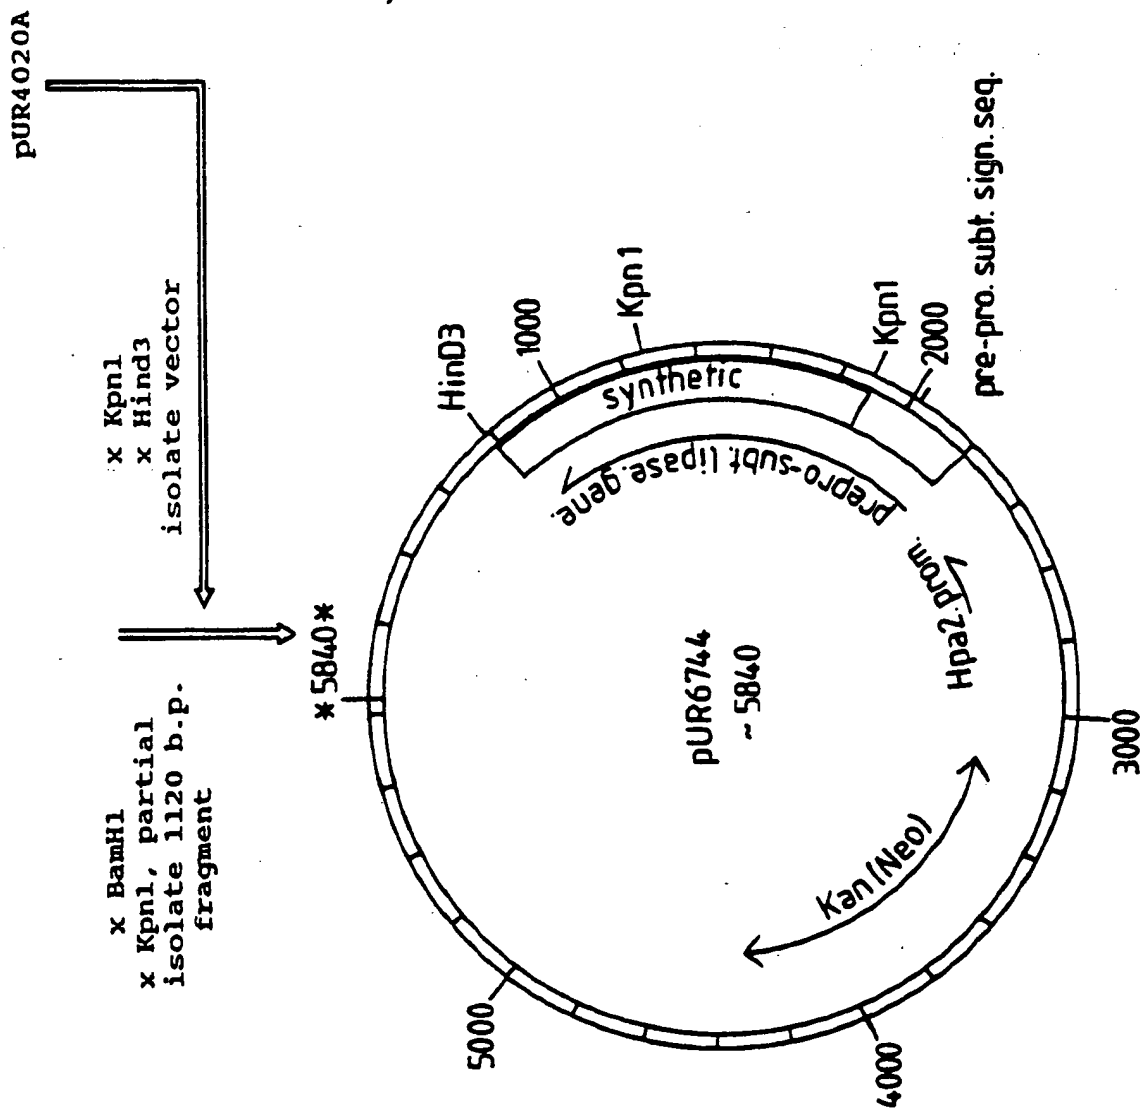 pUR4020A
x Kpn1
x Hind3
isolate vector
x BamH1
x Kpn1, partial
isolate 1120 b.p.
fragment
*5840*
HinD3
1000
Kpn1
Kpn1
2000
pre-pro. subt. sign. seq.
synthetic
prepro-subt. lipase. gene.
Hpa2. prom.
pUR6744
~ 5840
Kan(Neo)
3000
4000
5000